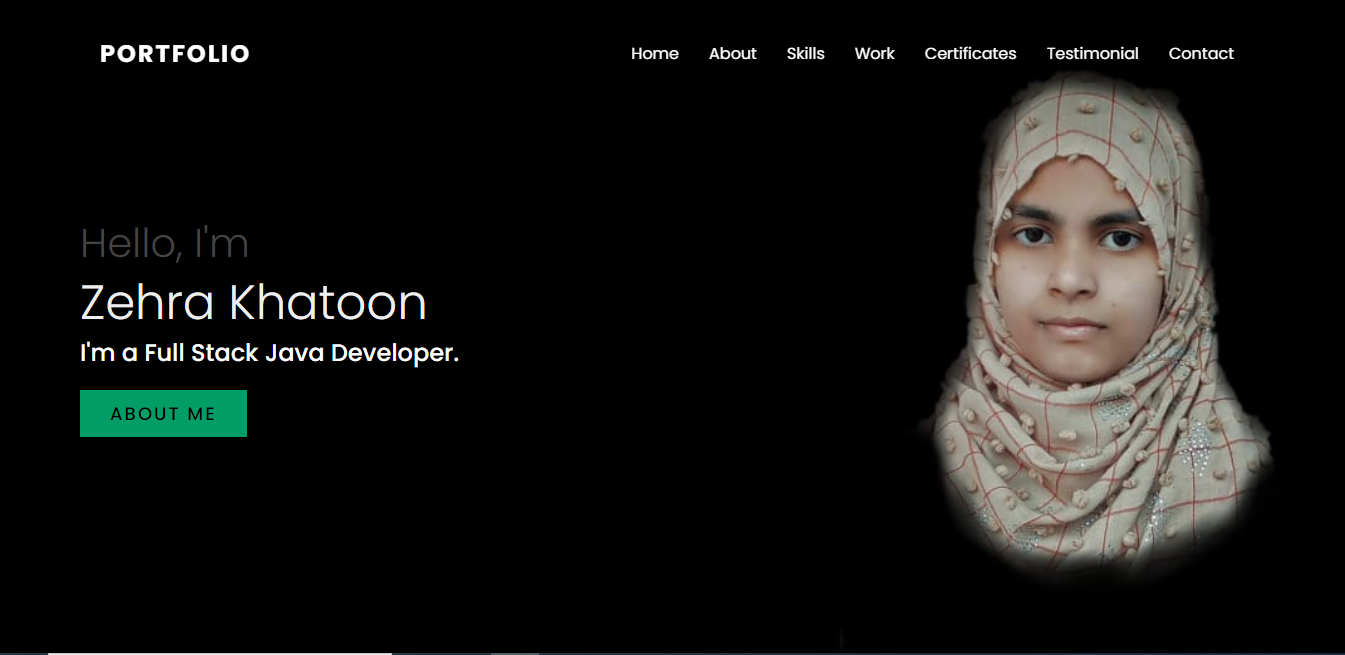 PORTFOLIO
Home About Skills Work Certificates Testimonial Contact
Hello, I'm
Zehra Khatoon
I'm a Full Stack Java Developer.
ABOUT ME